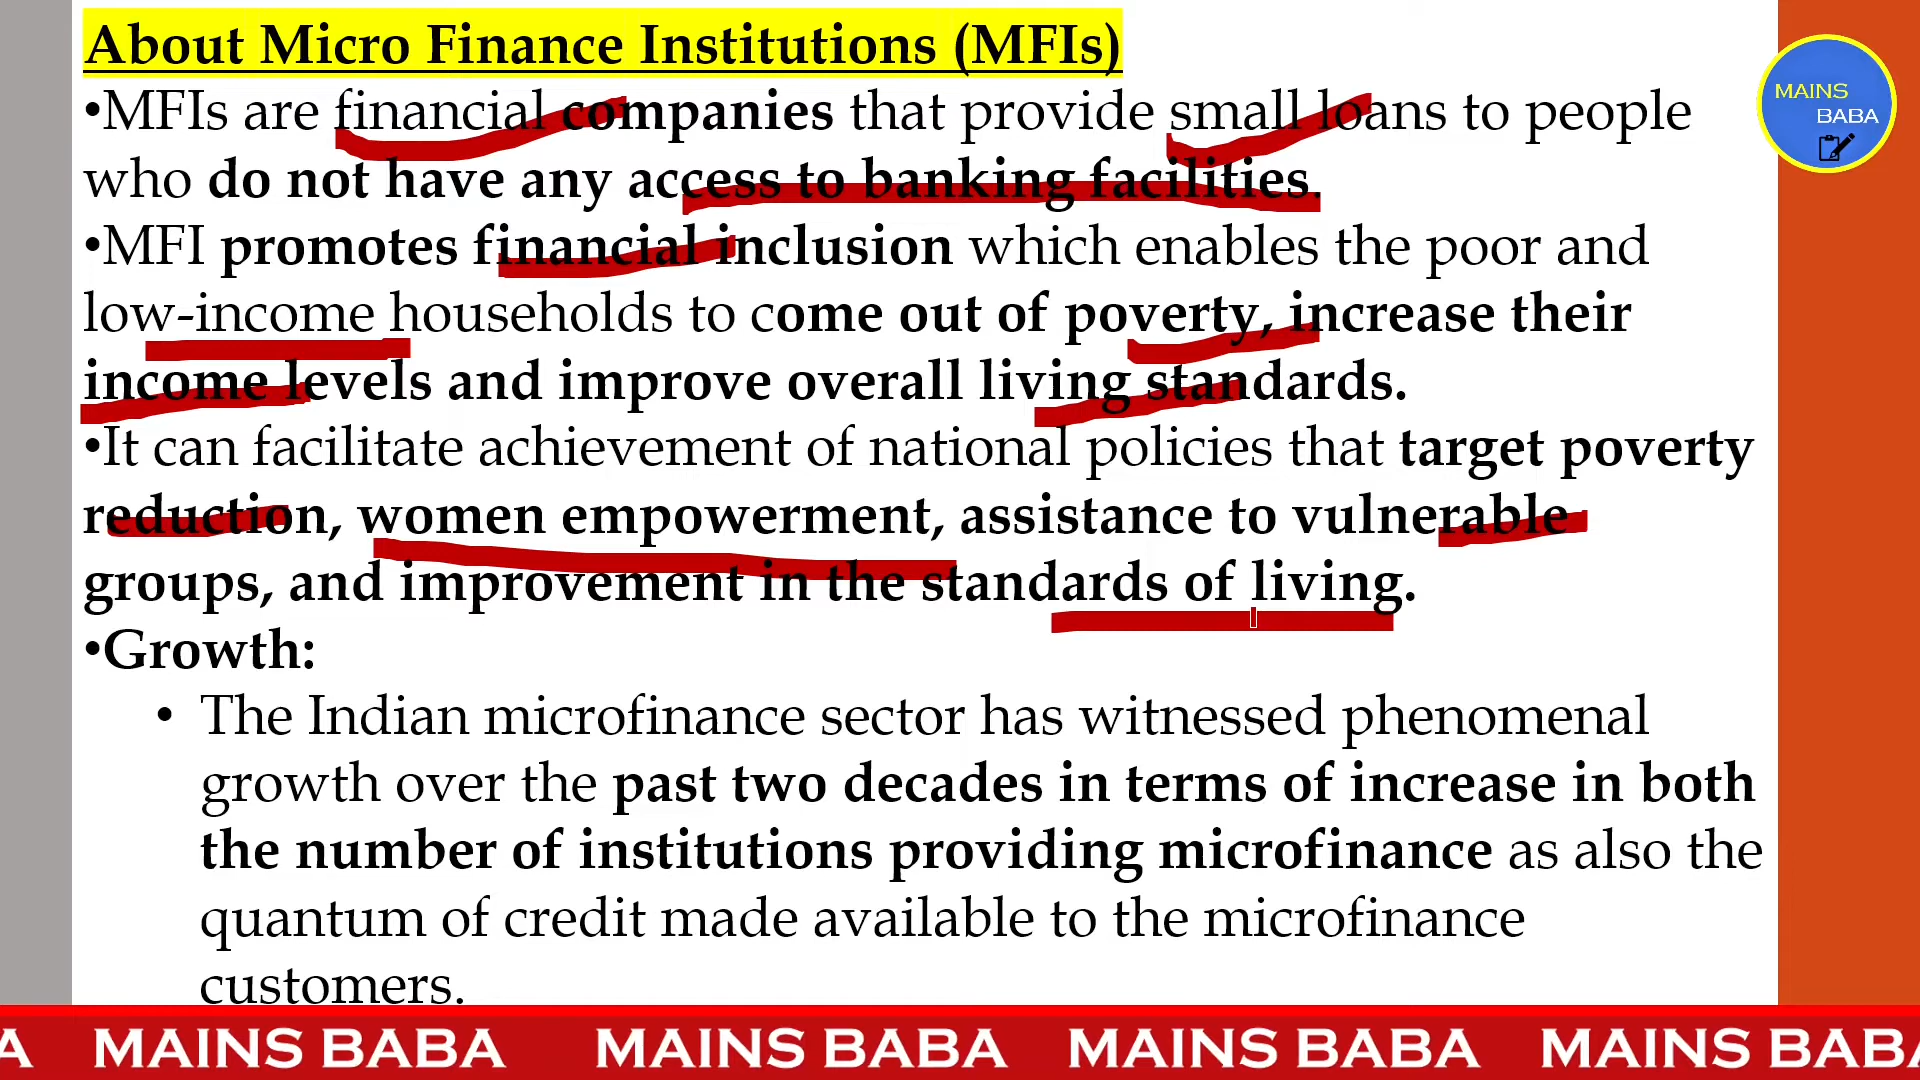 About Micro Finance Institutions (MFIs)
•MFIs are financial companies that provide small loans to people
who do not have any access to banking facilities.
•MFI promotes financial inclusion which enables the poor and
low-income households to come out of poverty, increase their
income levels and improve overall living standards.
•It can facilitate achievement of national policies that target poverty
reduction, women empowerment, assistance to vulnerable
groups, and improvement in the standards of living.
•Growth:
• The Indian microfinance sector has witnessed phenomenal
growth over the past two decades in terms of increase in both
the number of institutions providing microfinance as also the
quantum of credit made available to the microfinance
customers.
MAINS
BABA
A MAINS BABA MAINS BABA MAINS BABA MAINS BABA